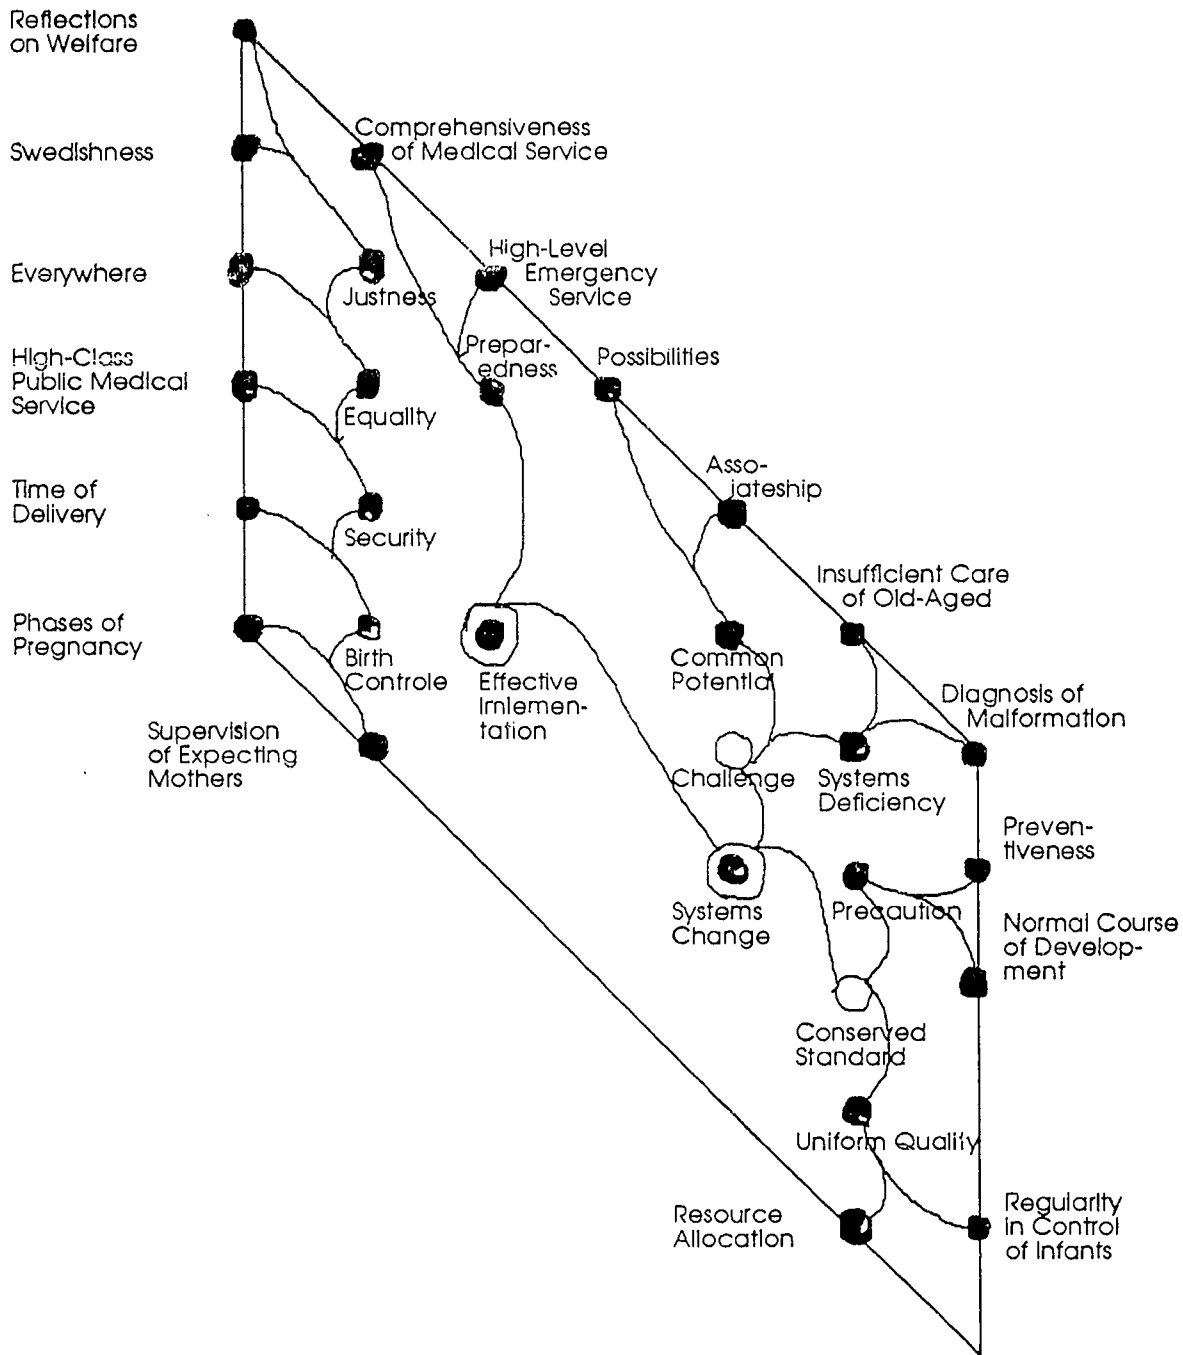 Reflections
on Welfare
Comprehensiveness
of Medical Service
Swedishness
High-Level
Emergency
Service
Everywhere
Justness
Prepar-
edness
Possibilities
High-Class
Public Medical
Service
Equality
Asso-
iateship
Time of
Delivery
Security
Insufficient Care
of Old-Aged
Phases of
Pregnancy
Birth
Controle
Effective
Imlemen-
tation
Common
Potential
Diagnosis of
Malformation
Supervision
of Expecting
Mothers
Challenge
Systems
Deficiency
Preven-
tiveness
Systems
Change
Precaution
Normal Course
of Develop-
ment
Conserved
Standard
Uniform Quality
Resource
Allocation
Regularity
in Control
of Infants